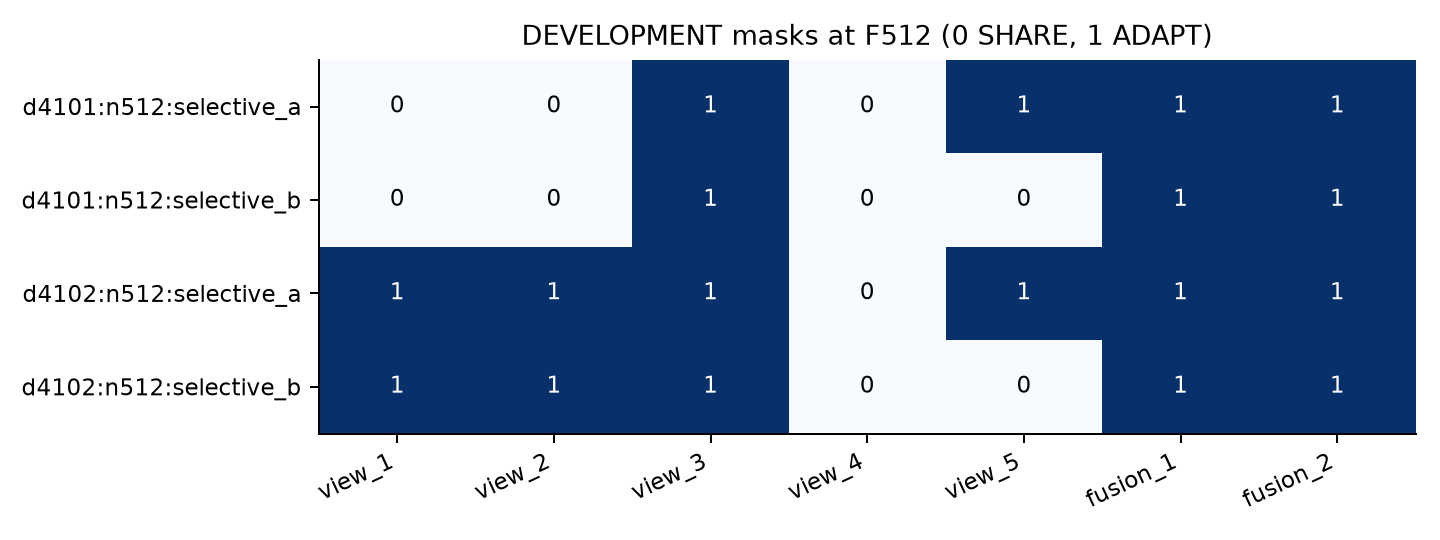 DEVELOPMENT masks at F512 (0 SHARE, 1 ADAPT)
d4101:n512:selective_a 0 0 1 0 1 1 1
d4101:n512:selective_b 0 0 1 0 0 1 1
d4102:n512:selective_a 1 1 1 0 1 1 1
d4102:n512:selective_b 1 1 1 0 0 1 1
view_1 view_2 view_3 view_4 view_5 fusion_1 fusion_2